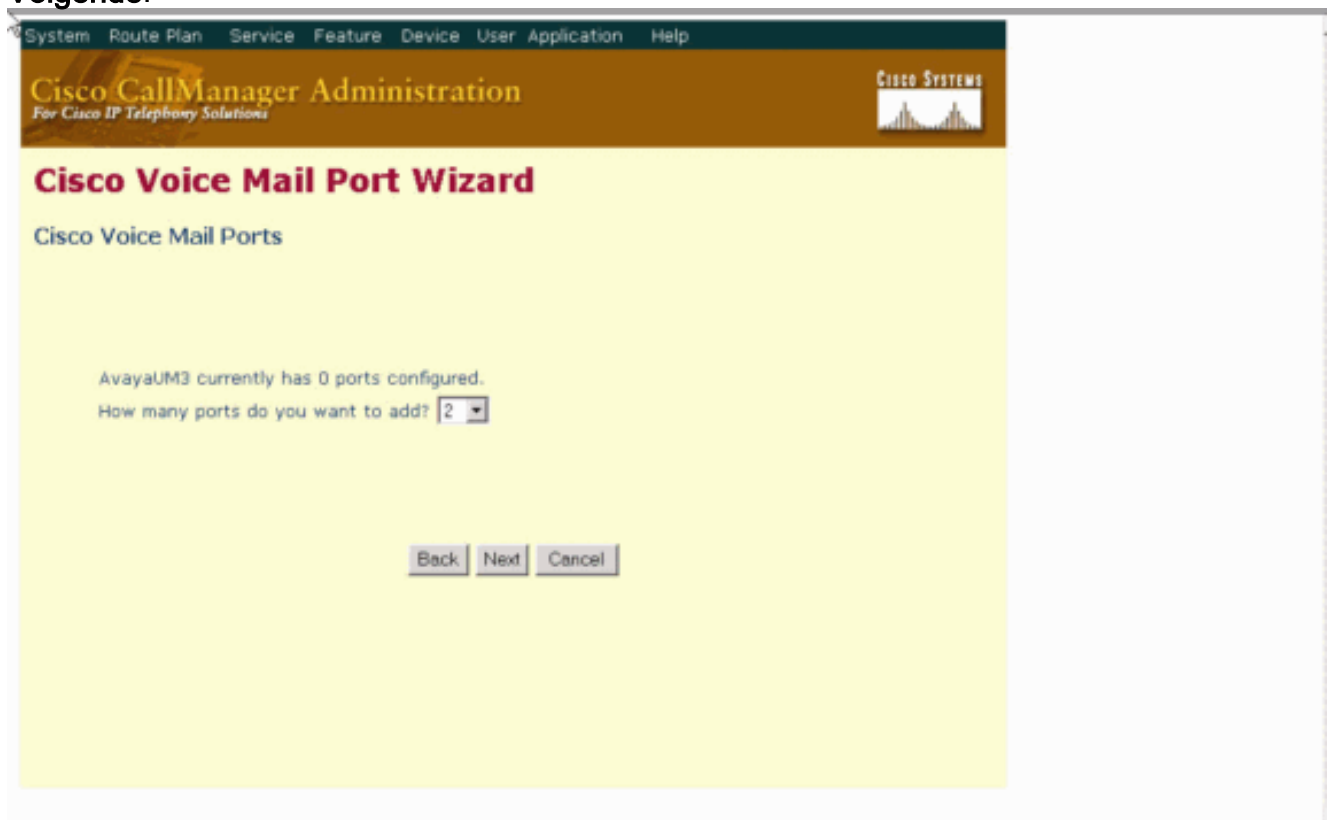 Volgende.
System Route Plan Service Feature Device User Application Help
Cisco CallManager Administration
For Cisco IP Telephony Solutions
CISCO SYSTEMS
Cisco Voice Mail Port Wizard
Cisco Voice Mail Ports
AvayaUM3 currently has 0 ports configured.
How many ports do you want to add? 2
Back Next Cancel